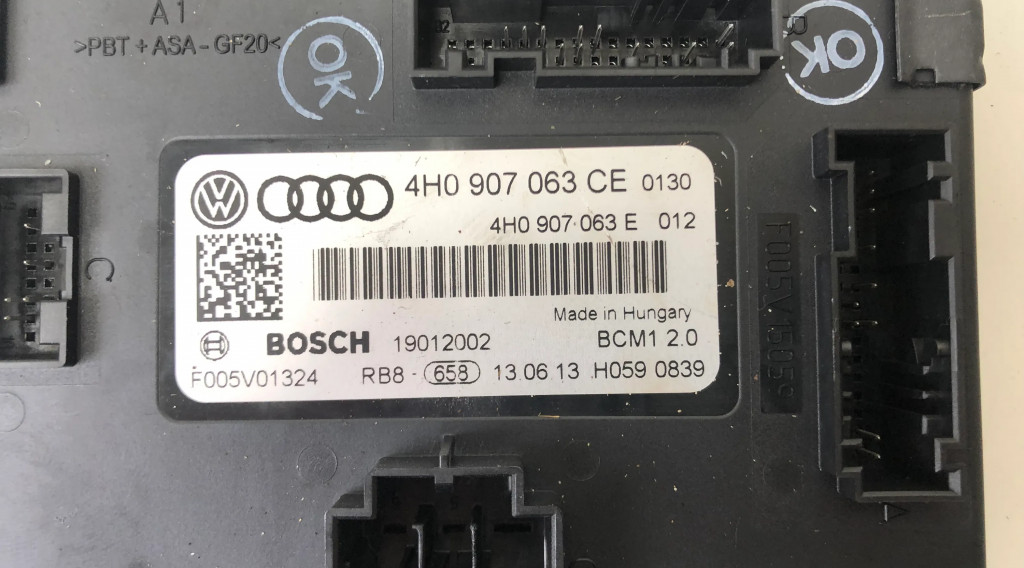 A 1
>PBT + ASA - GF20<
OK
OK
B
4H0 907 063 CE 0130
4H0 907 063 E 012
C
Made in Hungary
BOSCH 19012002 BCM1 2.0
F005V01324 RB8 - 658 13.06.13 H059 0839
A